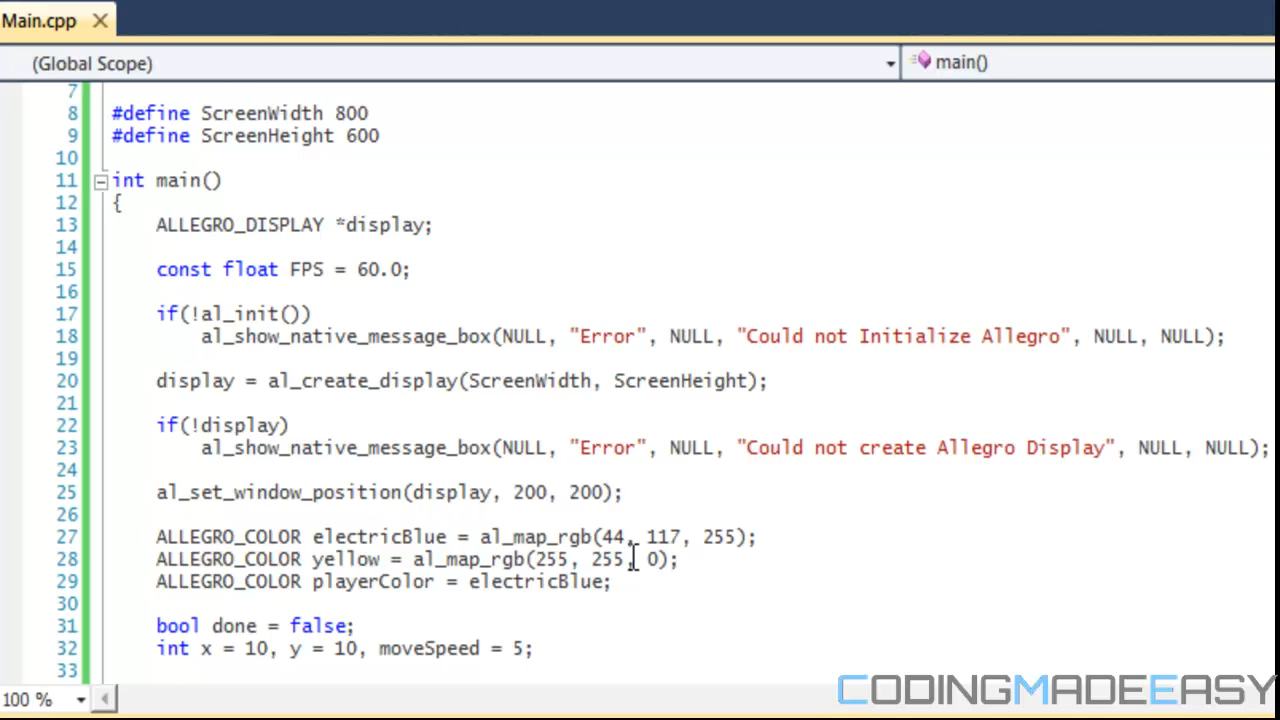 Main.cpp
(Global Scope)
main()
7
8 #define ScreenWidth 800
9 #define ScreenHeight 600
10
11 int main()
12 {
13 ALLEGRO_DISPLAY *display;
14
15 const float FPS = 60.0;
16
17 if(!al_init())
18 al_show_native_message_box(NULL, "Error", NULL, "Could not Initialize Allegro", NULL, NULL);
19
20 display = al_create_display(ScreenWidth, ScreenHeight);
21
22 if(!display)
23 al_show_native_message_box(NULL, "Error", NULL, "Could not create Allegro Display", NULL, NULL);
24
25 al_set_window_position(display, 200, 200);
26
27 ALLEGRO_COLOR electricBlue = al_map_rgb(44, 117, 255);
28 ALLEGRO_COLOR yellow = al_map_rgb(255, 255, 0);
29 ALLEGRO_COLOR playerColor = electricBlue;
30
31 bool done = false;
32 int x = 10, y = 10, moveSpeed = 5;
33
100 %
CODINGMADEEASY